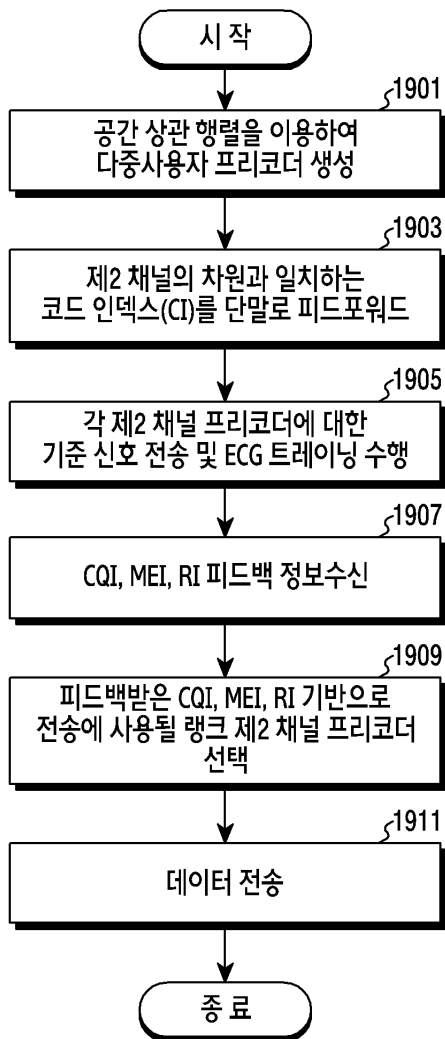 시 작
1901
공간 상관 행렬을 이용하여
다중사용자 프리코더 생성
1903
제2 채널의 차원과 일치하는
코드 인덱스(CI)를 단말로 피드포워드
1905
각 제2 채널 프리코더에 대한
기준 신호 전송 및 ECG 트레이닝 수행
1907
CQI, MEI, RI 피드백 정보수신
1909
피드백받은 CQI, MEI, RI 기반으로
전송에 사용될 랭크 제2 채널 프리코더
선택
1911
데이터 전송
종 료